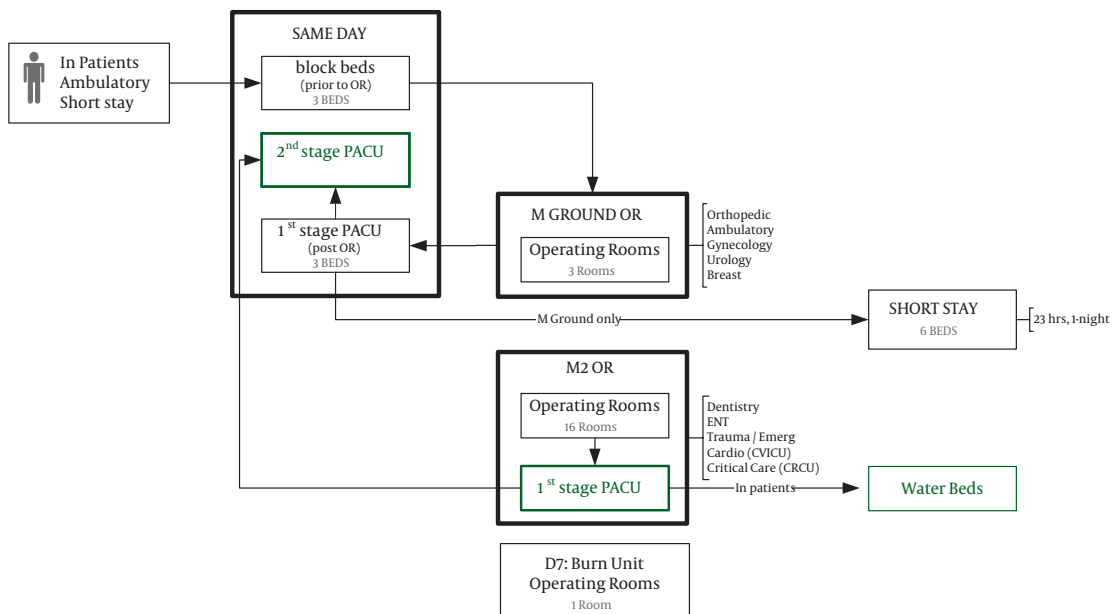 SAME DAY
In Patients
Ambulatory
Short stay
block beds
(prior to OR)
3 BEDS
2nd stage PACU
1st stage PACU
(post OR)
3 BEDS
M GROUND OR
Operating Rooms
3 Rooms
Orthopedic
Ambulatory
Gynecology
Urology
Breast
M Ground only
SHORT STAY
6 BEDS
23 hrs, 1-night
M2 OR
Operating Rooms
16 Rooms
1st stage PACU
Dentistry
ENT
Trauma / Emerg
Cardio (CVICU)
Critical Care (CRCU)
In patients
Water Beds
D7: Burn Unit
Operating Rooms
1 Room